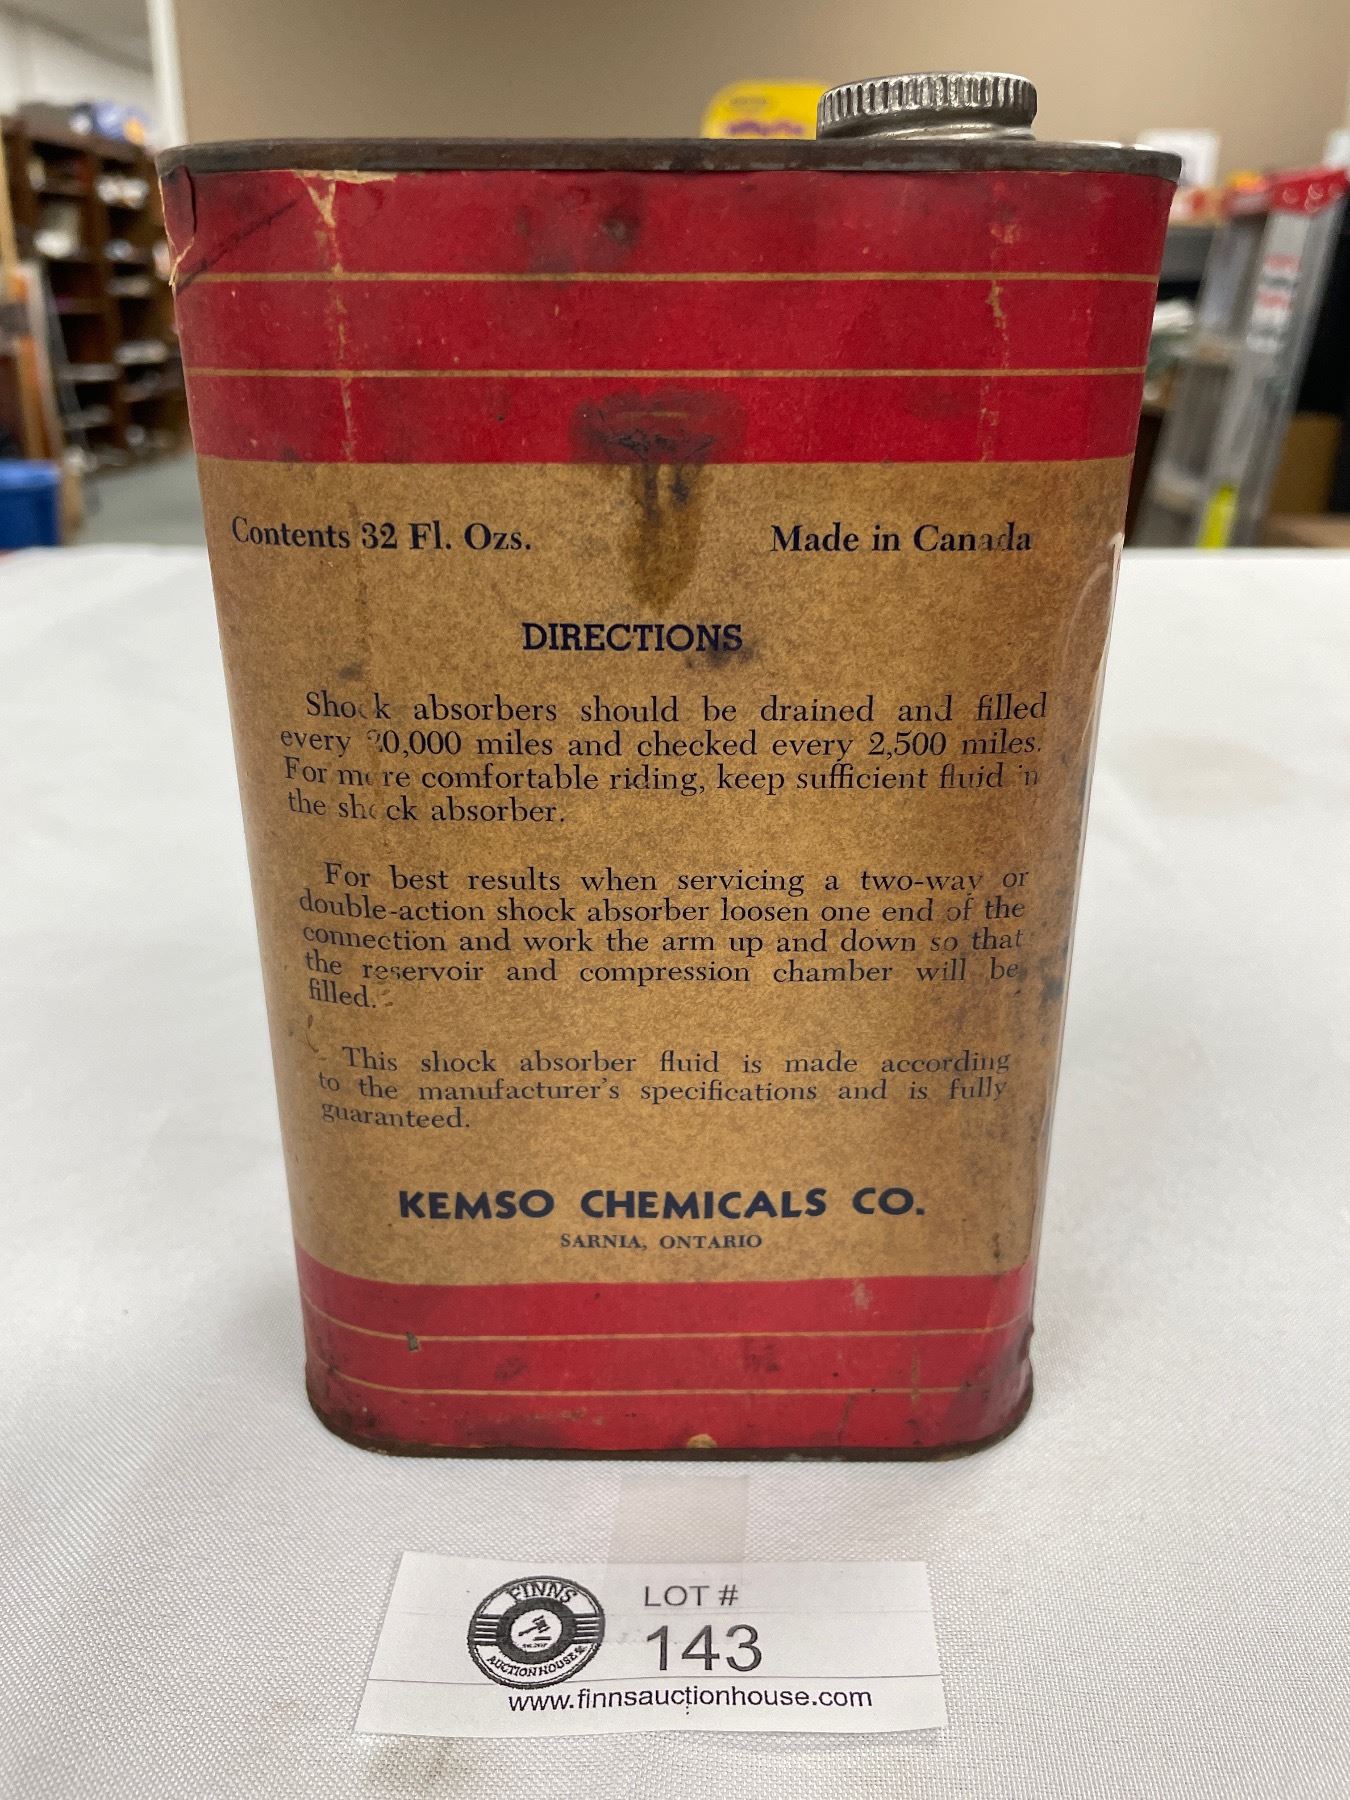 Contents 32 Fl. Ozs. Made in Canada
DIRECTIONS
Shock absorbers should be drained and filled
every 20,000 miles and checked every 2,500 miles.
For more comfortable riding, keep sufficient fluid in
the shock absorber.
For best results when servicing a two-way or
double-action shock absorber loosen one end of the
connection and work the arm up and down so that
the reservoir and compression chamber will be
filled.
This shock absorber fluid is made according
to the manufacturer's specifications and is fully
guaranteed.
KEMSO CHEMICALS CO.
SARNIA, ONTARIO
FINNS
AUCTION HOUSE
LOT #
143
www.finnsauctionhouse.com